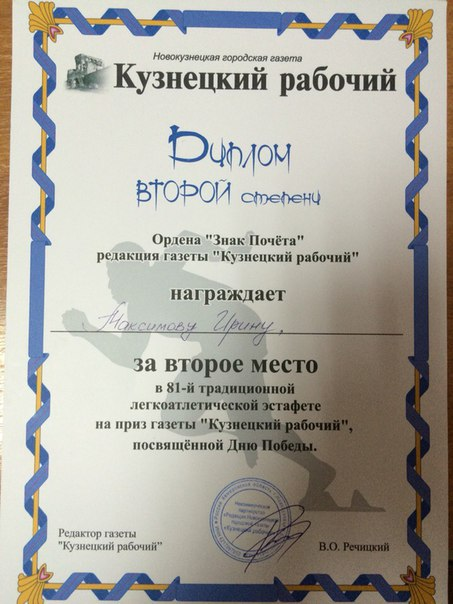 Новокузнецкая городская газета
Кузнецкий рабочий
Диплом
второй степени
Ордена "Знак Почёта"
редакция газеты "Кузнецкий рабочий"
награждает
Максимову Ирину.
за второе место
в 81-й традиционной
легкоатлетической эстафете
на приз газеты "Кузнецкий рабочий",
посвящённой Дню Победы.
Редактор газеты
"Кузнецкий рабочий"
В.О. Речицкий